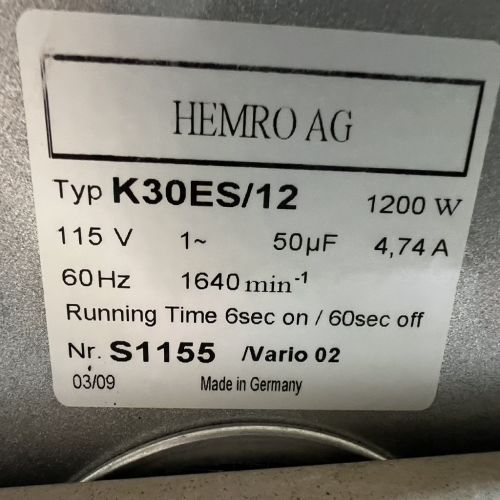 HEMRO AG
Typ K30ES/12 1200 W
115 V 1~ 50µF 4,74 A
60Hz 1640 min-1
Running Time 6sec on / 60sec off
Nr. S1155 /Vario 02
03/09 Made in Germany